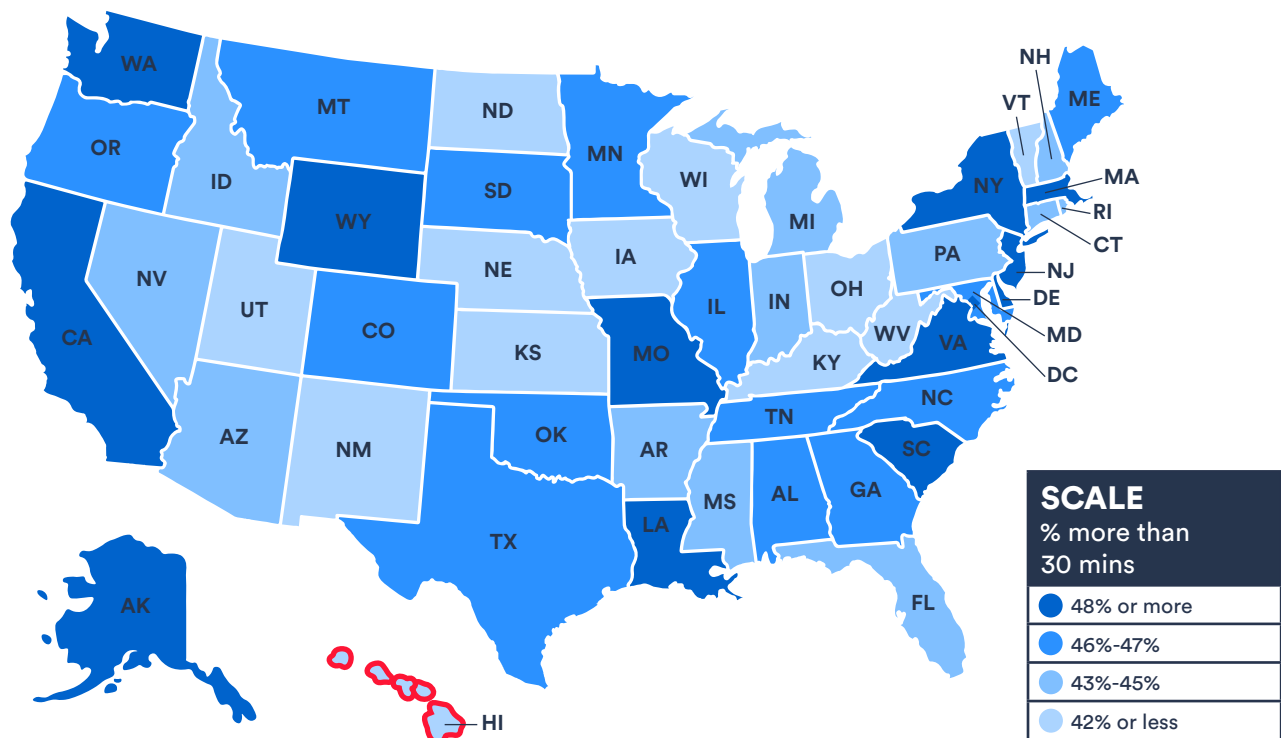 NH
WA
VT
ME
MT
ND
OR
MN
ID
SD
WI
NY
MA
WY
MI
RI
CT
IA
PA
NE
NV
NJ
OH
IN
DE
IL
UT
CO
MD
WV
VA
CA
KS
MO
KY
DC
NC
TN
OK
AZ
NM
AR
SC
MS
AL
GA
LA
TX
SCALE
% more than
30 mins
AK
FL
48% or more
46%-47%
43%-45%
HI
42% or less